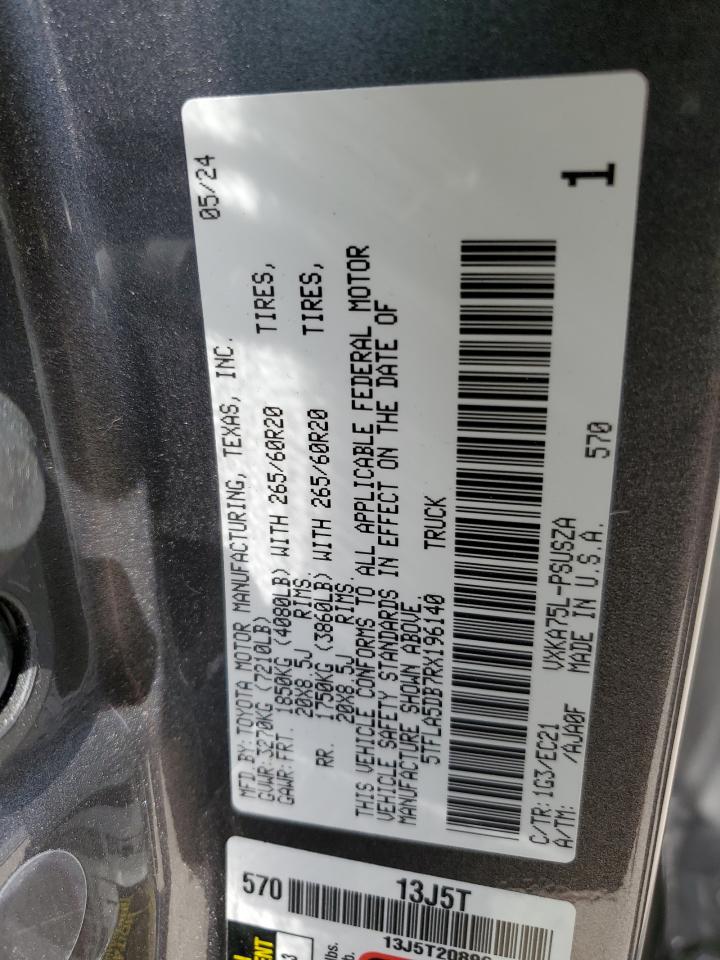 05/24
MFD BY: TOYOTA MOTOR MANUFACTURING, TEXAS, INC.
GVWR: 3270KG (7210LB)
GAWR: FRT. 1850KG (4080LB) WITH 265/60R20 TIRES,
20X8.5J RIMS.
RR. 1750KG (3860LB) WITH 265/60R20 TIRES,
20X8.5J RIMS.
THIS VEHICLE CONFORMS TO ALL APPLICABLE FEDERAL MOTOR
VEHICLE SAFETY STANDARDS IN EFFECT ON THE DATE OF
MANUFACTURE SHOWN ABOVE.
5TFLA5DB7RX196140 TRUCK
1
C/TR: 1G3/EC21 VXKA75L-PSUSZA 570
A/TM: /AJA0F MADE IN U.S.A.
570
13J5T